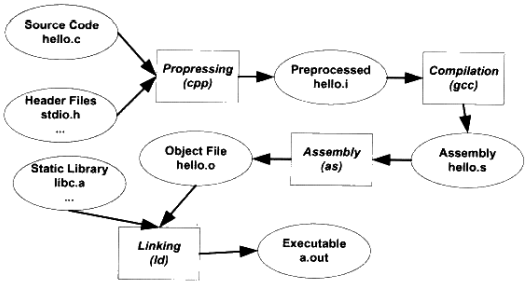 Source Code
hello.c
Propressing
(cpp)
Preprocessed
hello.i
Compilation
(gcc)
Header Files
stdio.h
...
Object File
hello.o
Assembly
(as)
Assembly
hello.s
Static Library
libc.a
...
Linking
(ld)
Executable
a.out